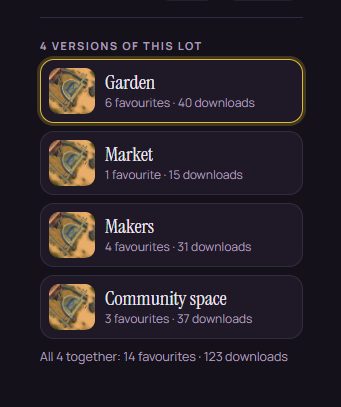 4 VERSIONS OF THIS LOT
Garden
6 favourites · 40 downloads
Market
1 favourite · 15 downloads
Makers
4 favourites · 31 downloads
Community space
3 favourites · 37 downloads
All 4 together: 14 favourites · 123 downloads